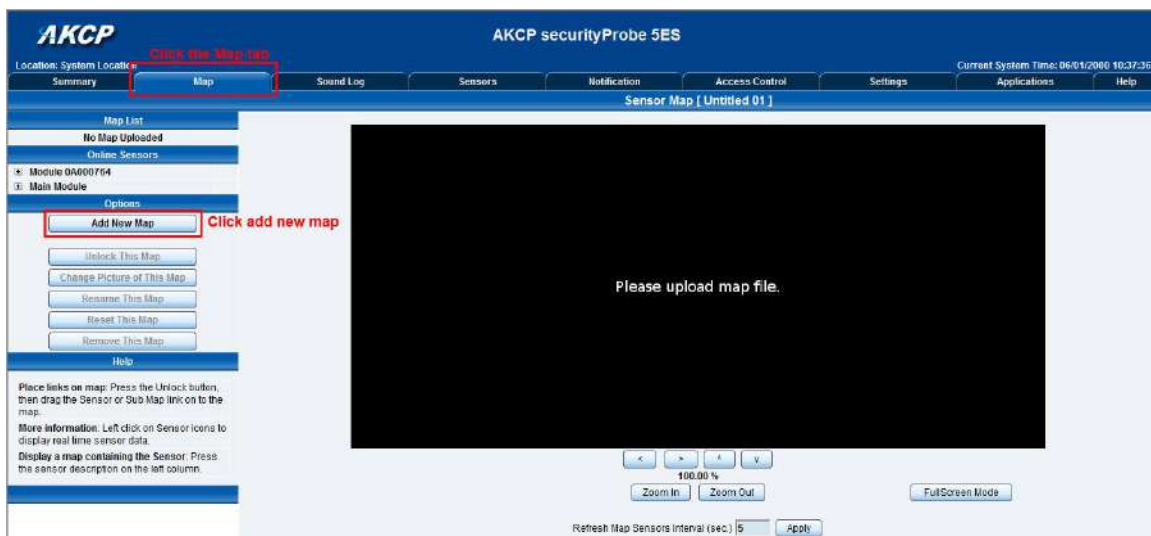 AKCP
AKCP securityProbe 5ES
Click the Map tab
Location: System Location
Current System Time: 06/01/2000 10:37:36
Summary Map Sound Log Sensors Notification Access Control Settings Applications Help
Sensor Map [ Untitled 01 ]
Map List
No Map Uploaded
Online Sensors
Module 0A000764
Main Module
Options
Add New Map
Click add new map
Unlock This Map
Change Picture of This Map
Rename This Map
Reset This Map
Remove This Map
Please upload map file.
Help
Place links on map: Press the Unlock button,
then drag the Sensor or Sub Map link on to the
map.
More information: Left click on Sensor icons to
display real time sensor data.
Display a map containing the Sensor: Press
the sensor description on the left column.
< > ^ v
100.00 %
Zoom In Zoom Out FullScreen Mode
Refresh Map Sensors Interval (sec.) 5 Apply